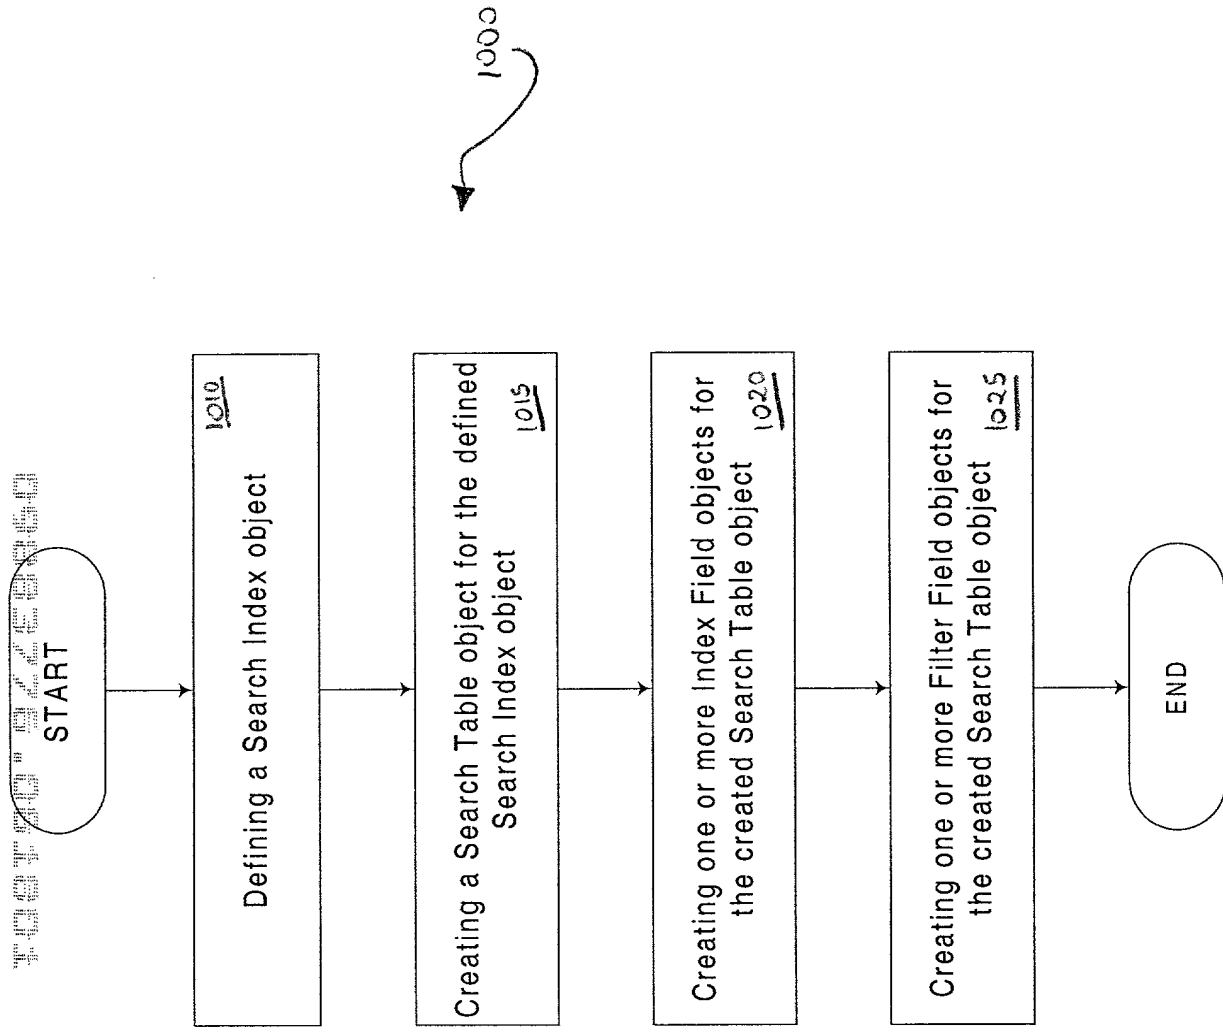 START
1000
Defining a Search Index object
1010
Creating a Search Table object for the defined
Search Index object
1015
Creating one or more Index Field objects for
the created Search Table object
1020
Creating one or more Filter Field objects for
the created Search Table object
1025
END